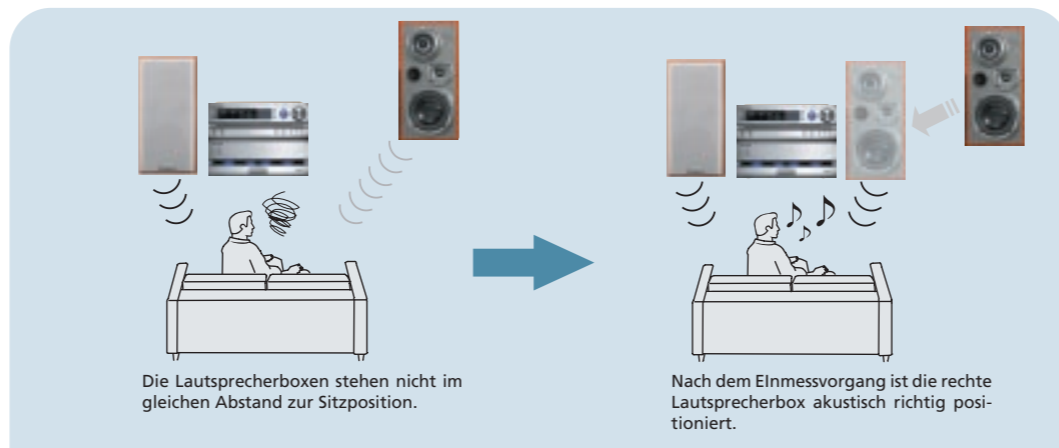 Die Lautsprecherboxen stehen nicht im
gleichen Abstand zur Sitzposition.
Nach dem EInmessvorgang ist die rechte
Lautsprecherbox akustisch richtig posi-
tioniert.